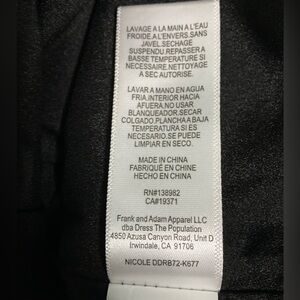 LAVAGE A LA MAIN A L'EAU
FROIDE.A L'ENVERS.SANS
JAVEL.SECHAGE
SUSPENDU.REPASSER A
BASSE TEMPERATURE SI
NECESSAIRE.NETTOYAGE
A SEC AUTORISE.
LAVAR A MANO EN AGUA
FRIA.INTERIOR HACIA
AFUERA.NO USAR
BLANQUEADOR.SECAR
COLGADO.PLANCHA A BAJA
TEMPERATURA SI ES
NECESARIO.SE PUEDE
LIMPIAR EN SECO.
MADE IN CHINA
FABRIQUÉ EN CHINE
HECHO EN CHINA
RN#138982
CA#19371
Frank and Adam Apparel LLC
dba Dress The Population
4850 Azusa Canyon Road, Unit D
Irwindale, CA 91706
NICOLE DDRB72-K677